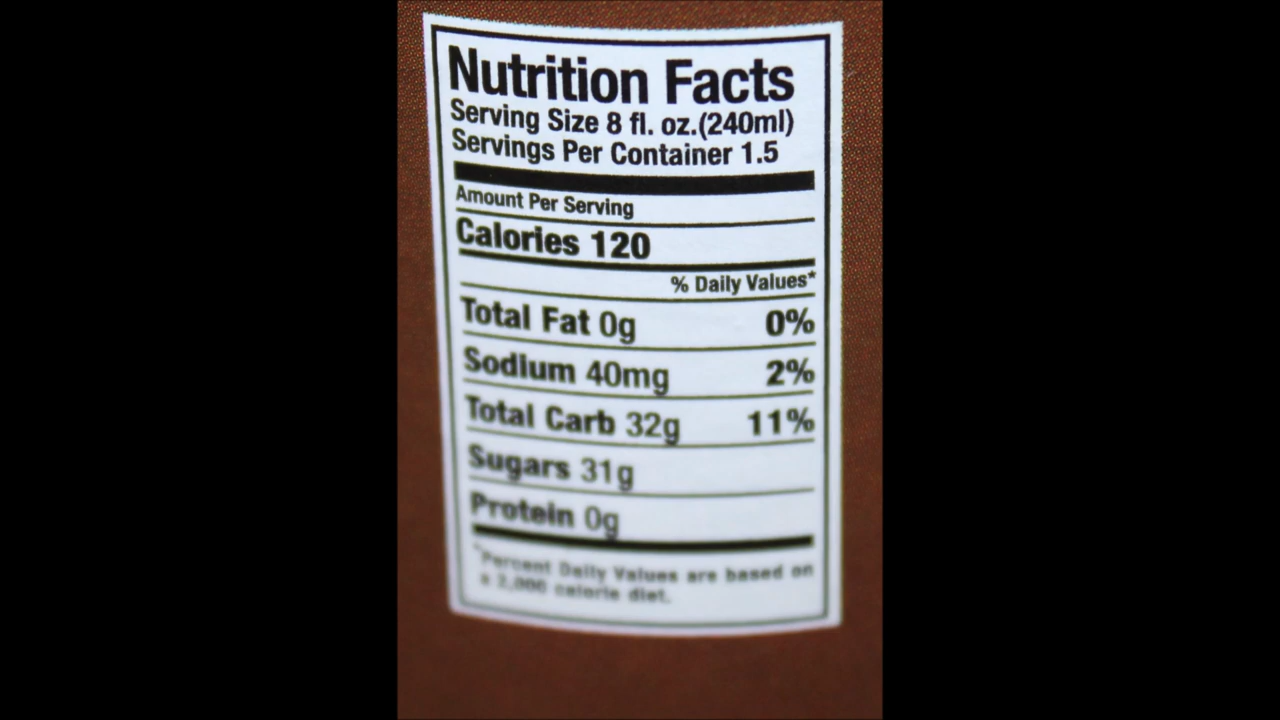 Nutrition Facts
Serving Size 8 fl. oz.(240ml)
Servings Per Container 1.5
Amount Per Serving
Calories 120
% Daily Values*
Total Fat 0g 0%
Sodium 40mg 2%
Total Carb 32g 11%
Sugars 31g
Protein 0g
*Percent Daily Values are based on
a 2,000 calorie diet.